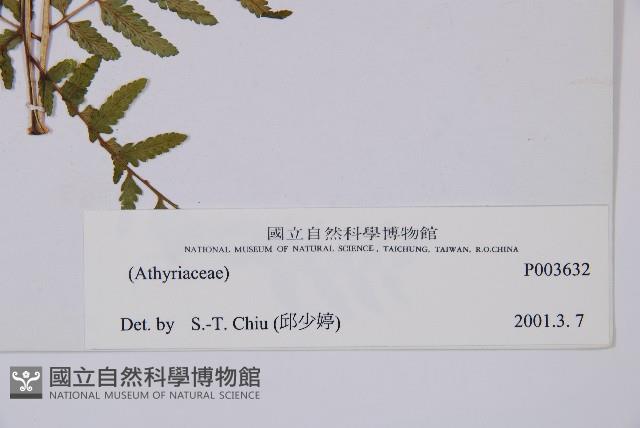 國立自然科學博物館
NATIONAL MUSEUM OF NATURAL SCIENCE, TAICHUNG, TAIWAN, R.O.CHINA
(Athyriaceae) P003632
Det. by S.-T. Chiu (邱少婷) 2001.3. 7
國立自然科學博物館
NATIONAL MUSEUM OF NATURAL SCIENCE